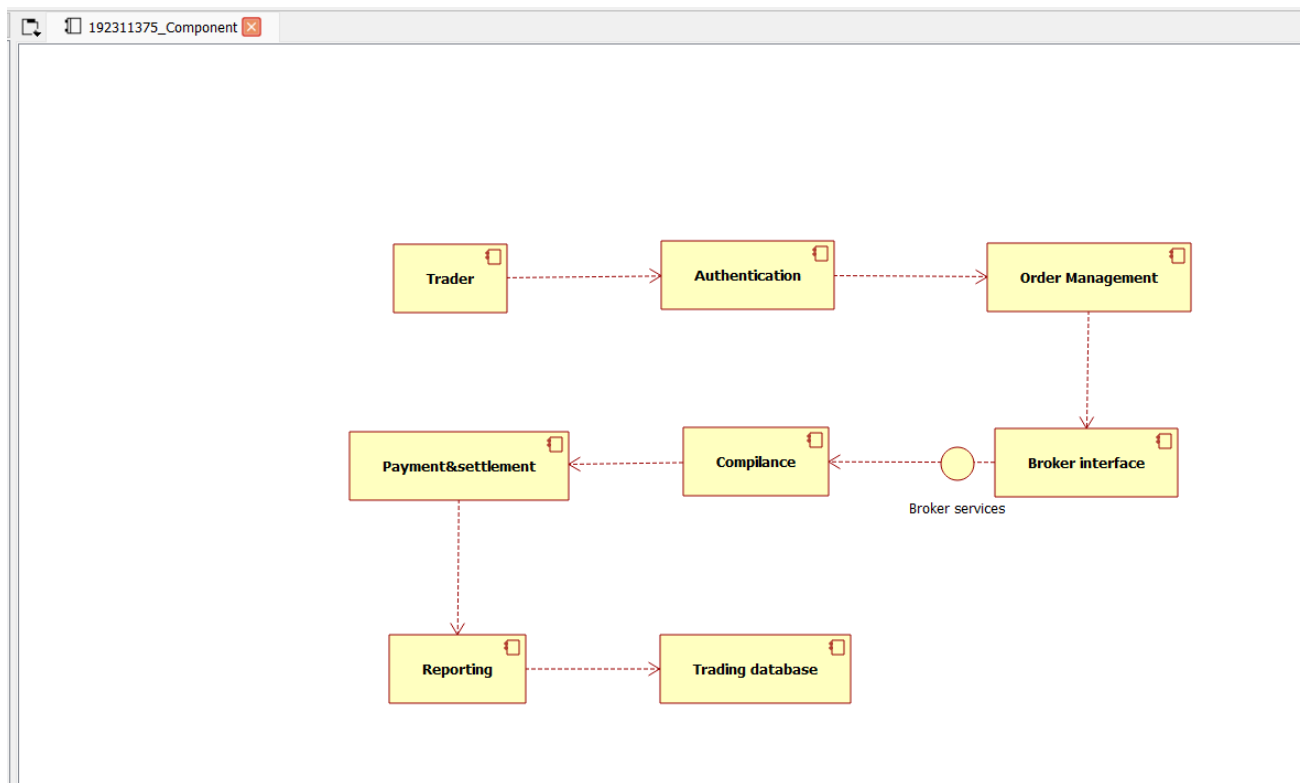 192311375_Component
Trader
Authentication
Order Management
Payment&settlement
Compilance
Broker interface
Broker services
Reporting
Trading database